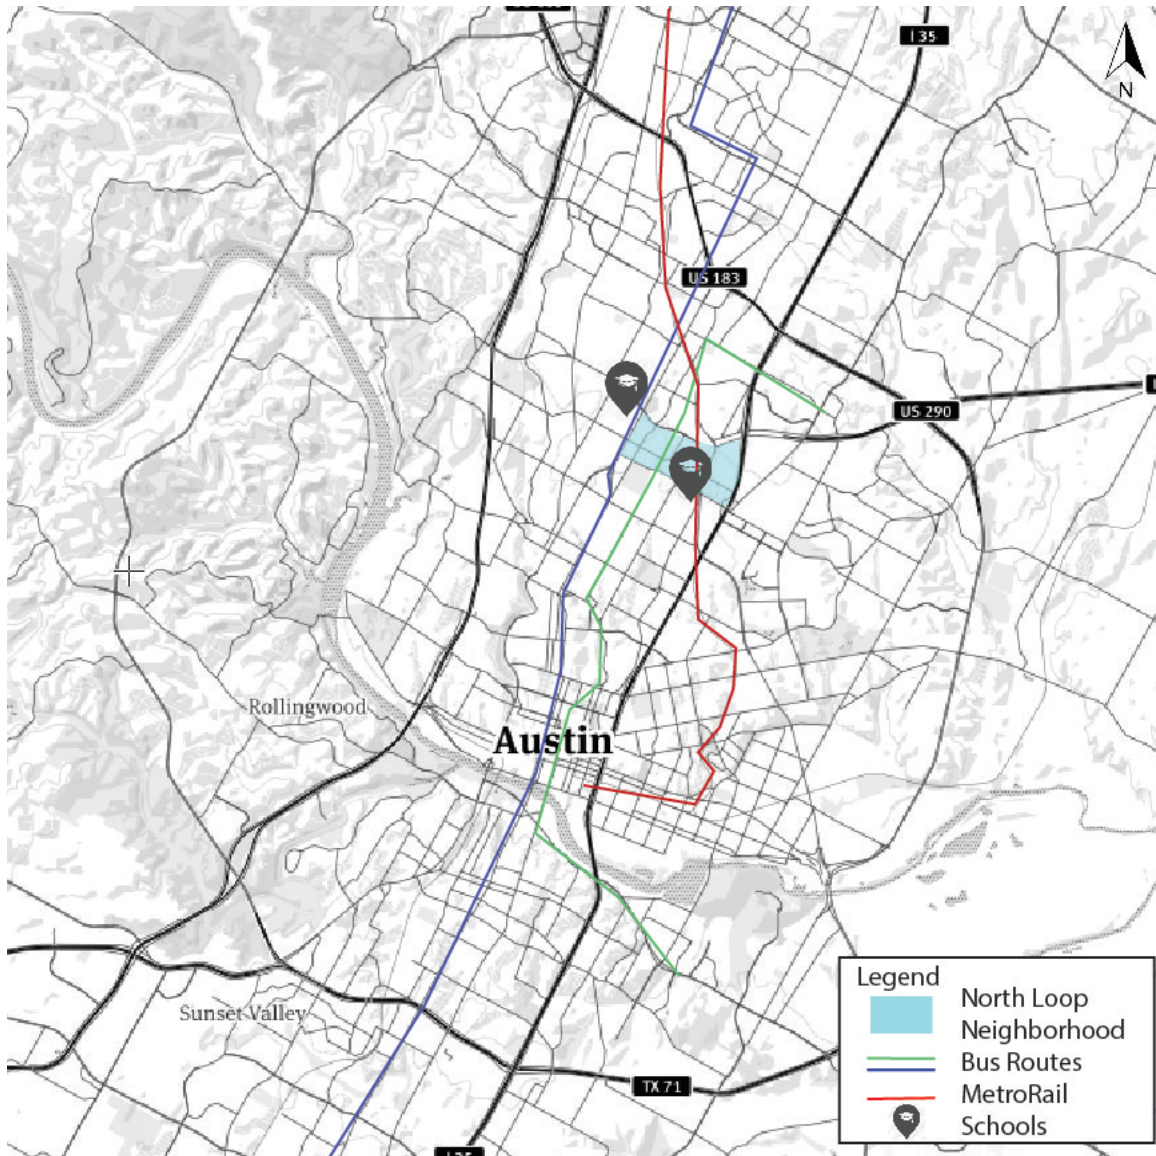 I 35
N
US 183
US 290
Rollingwood
Austin
Sunset Valley
TX 71
Legend
North Loop
Neighborhood
Bus Routes
MetroRail
Schools